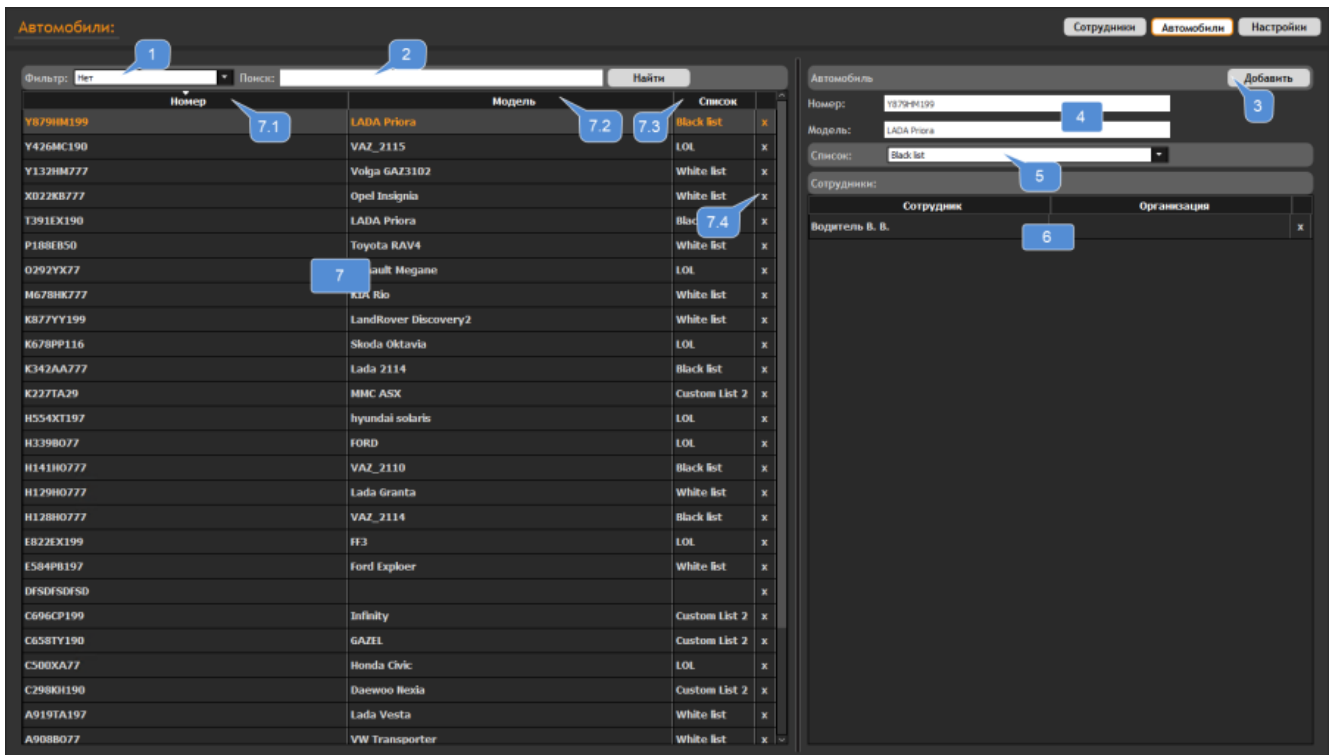 Автомобили:
Сотрудники Автомобили Настройки
1 2
Фильтр: Нет Поиск: Найти
Автомобиль Добавить
3
Номер Модель Список
7.1 7.2 7.3
Номер: Y879HM199
4
Модель: LADA Priora
Список: Black list
5
Сотрудники:
Сотрудник Организация
Водитель В. В. x
6
Y879HM199 LADA Priora Black list x
Y426MC190 VAZ_2115 LOL x
Y132HM777 Volga GAZ3102 White list x
X022KB777 Opel Insignia White list x
7.4
T391EX190 LADA Priora x
P188EB50 Toyota RAV4 White list x
7
O292YX77 LOL x
M678HK777 KIA Rio White list x
K877YY199 LandRover Discovery2 White list x
K678PP116 Skoda Oktavia LOL x
K342AA777 Lada 2114 Black list x
K227TA29 MMC ASX Custom List 2 x
H554XT197 hyundai solaris LOL x
H339BO77 FORD LOL x
H141HO777 VAZ_2110 Black list x
H129HO777 Lada Granta White list x
H128HO777 VAZ_2114 Black list x
E822EX199 FF3 LOL x
E584PB197 Ford Exploer White list x
DFSDFSDFSD x
C696CP199 Infinity Custom List 2 x
C658TY190 GAZEL Custom List 2 x
C500XA77 Honda Civic LOL x
C298KH190 Daewoo Nexia Custom List 2 x
A919TA197 Lada Vesta White list x
A908BO77 VW Transporter White list x